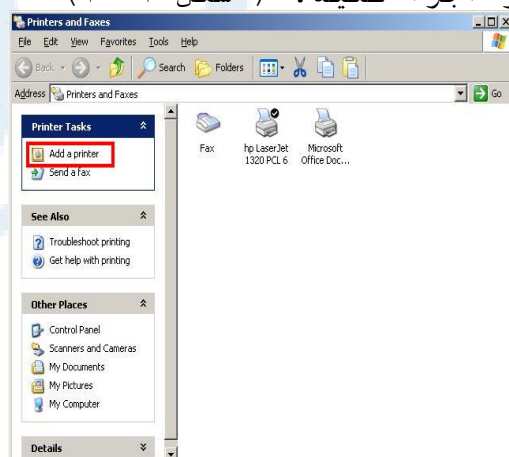 Printers and Faxes
File Edit View Favorites Tools Help
Back Search Folders
Address Printers and Faxes Go
Printer Tasks
Add a printer
Send a fax
See Also
Troubleshoot printing
Get help with printing
Other Places
Control Panel
Scanners and Cameras
My Documents
My Pictures
My Computer
Details
Fax
hp LaserJet 1320 PCL 6
Microsoft Office Doc...